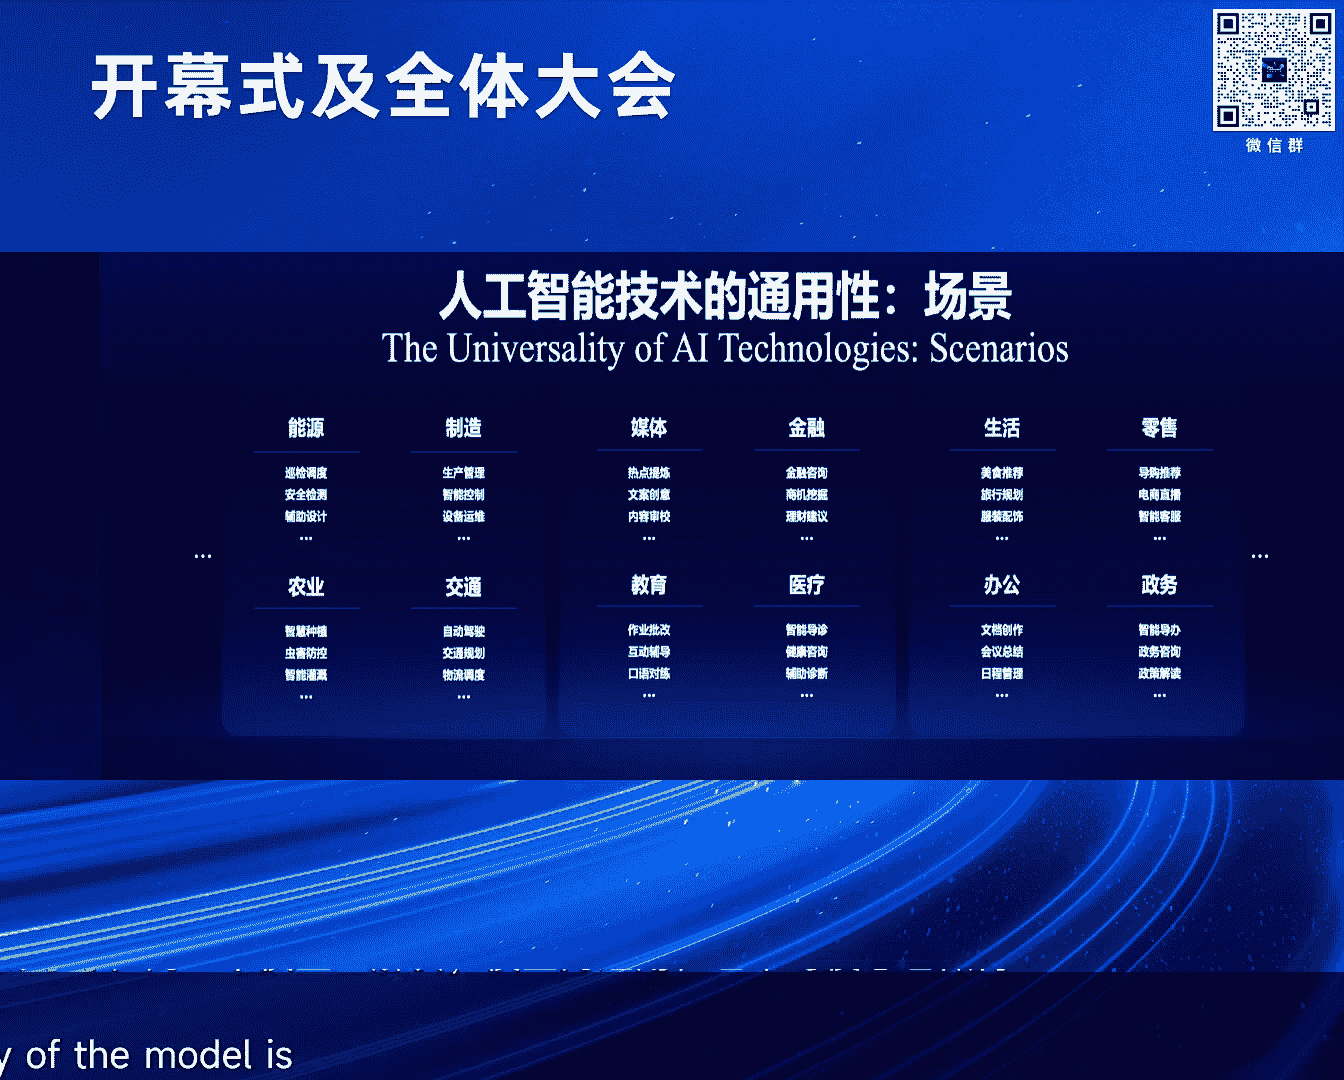 开幕式及全体大会
微信群
人工智能技术的通用性：场景
The Universality of AI Technologies: Scenarios
能源
巡检调度
安全检测
辅助设计
...
制造
生产管理
智能控制
设备运维
...
媒体
热点提炼
文案创意
内容审校
...
金融
金融咨询
商机挖掘
理财建议
...
生活
美食推荐
旅行规划
服装配饰
...
零售
导购推荐
电商直播
智能客服
...
...
...
农业
智慧种植
虫害防控
智能灌溉
...
交通
自动驾驶
交通规划
物流调度
...
教育
作业批改
互动辅导
口语对练
...
医疗
智能导诊
健康咨询
辅助诊断
...
办公
文档创作
会议总结
日程管理
...
政务
智能导办
政务咨询
政策解读
...
y of the model is